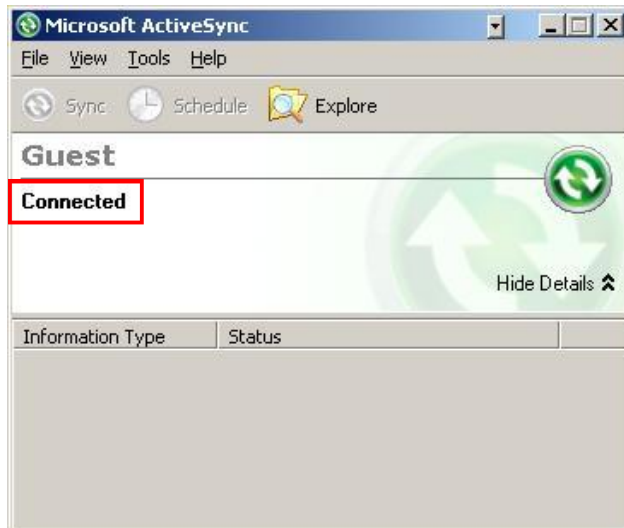 Microsoft ActiveSync
File View Tools Help
Sync Schedule Explore
Guest
Connected
Hide Details
Information Type Status